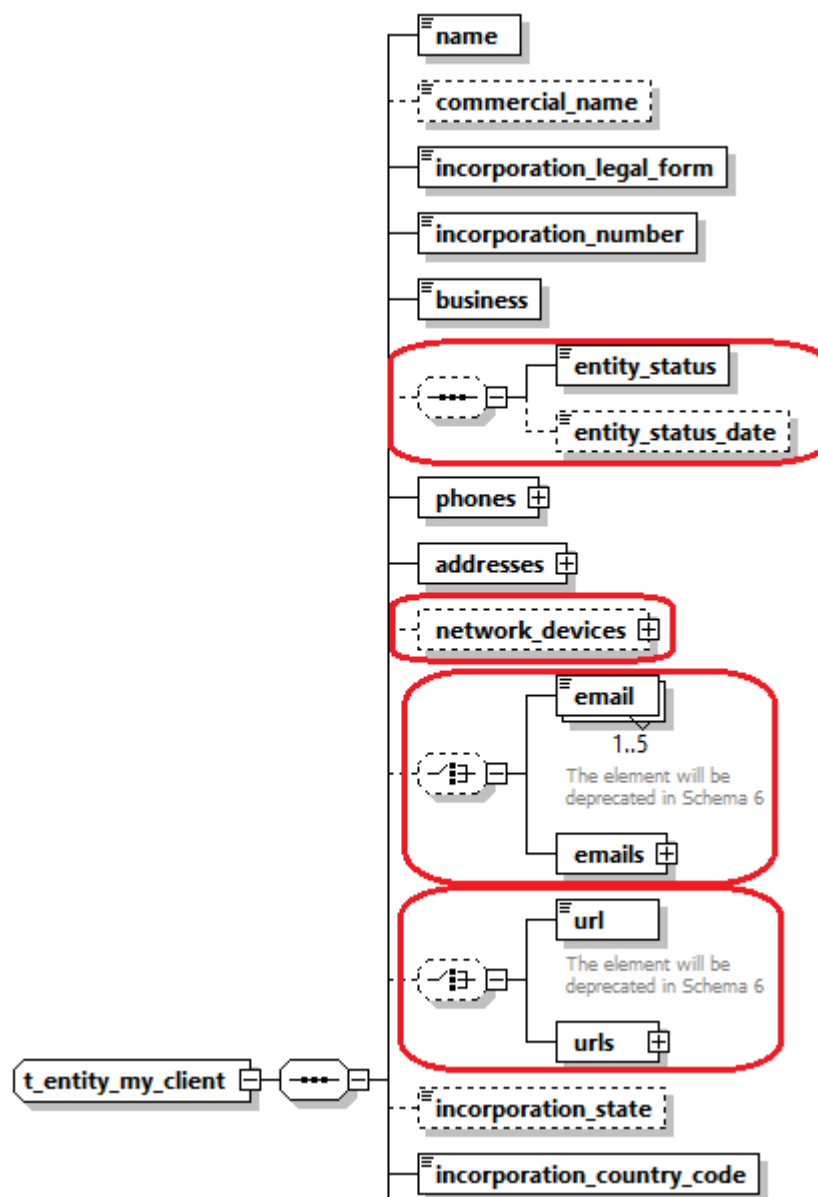 name
commercial_name
incorporation_legal_form
incorporation_number
business
entity_status
entity_status_date
phones
addresses
network_devices
email
1..5
The element will be
deprecated in Schema 6
emails
url
The element will be
deprecated in Schema 6
urls
t_entity_my_client
incorporation_state
incorporation_country_code